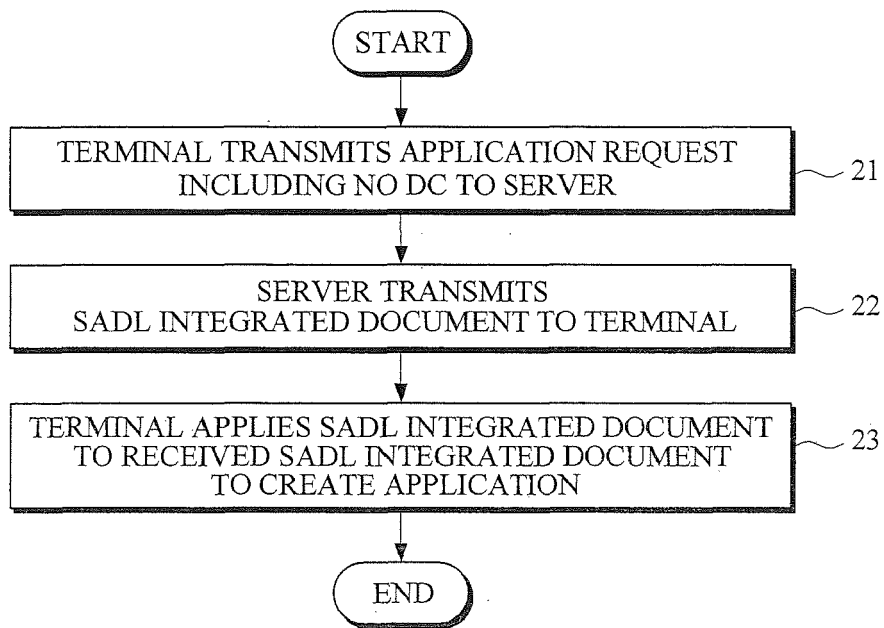 START
TERMINAL TRANSMITS APPLICATION REQUEST
INCLUDING NO DC TO SERVER
21
SERVER TRANSMITS
SADL INTEGRATED DOCUMENT TO TERMINAL
22
TERMINAL APPLIES SADL INTEGRATED DOCUMENT
TO RECEIVED SADL INTEGRATED DOCUMENT
TO CREATE APPLICATION
23
END